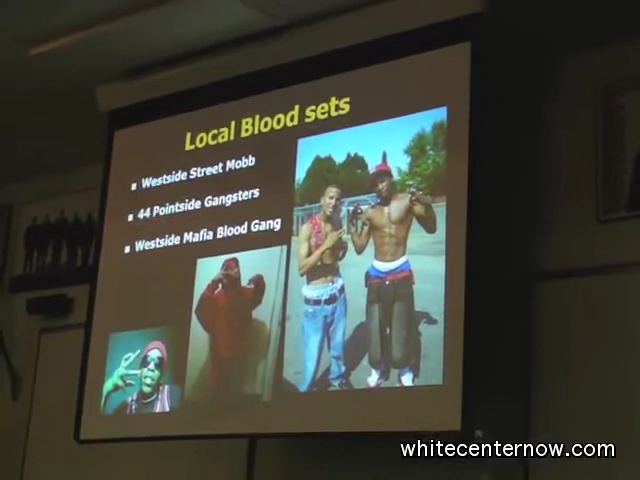 Local Blood sets
Westside Street Mobb
44 Pointside Gangsters
Westside Mafia Blood Gang
whitecenternow.com